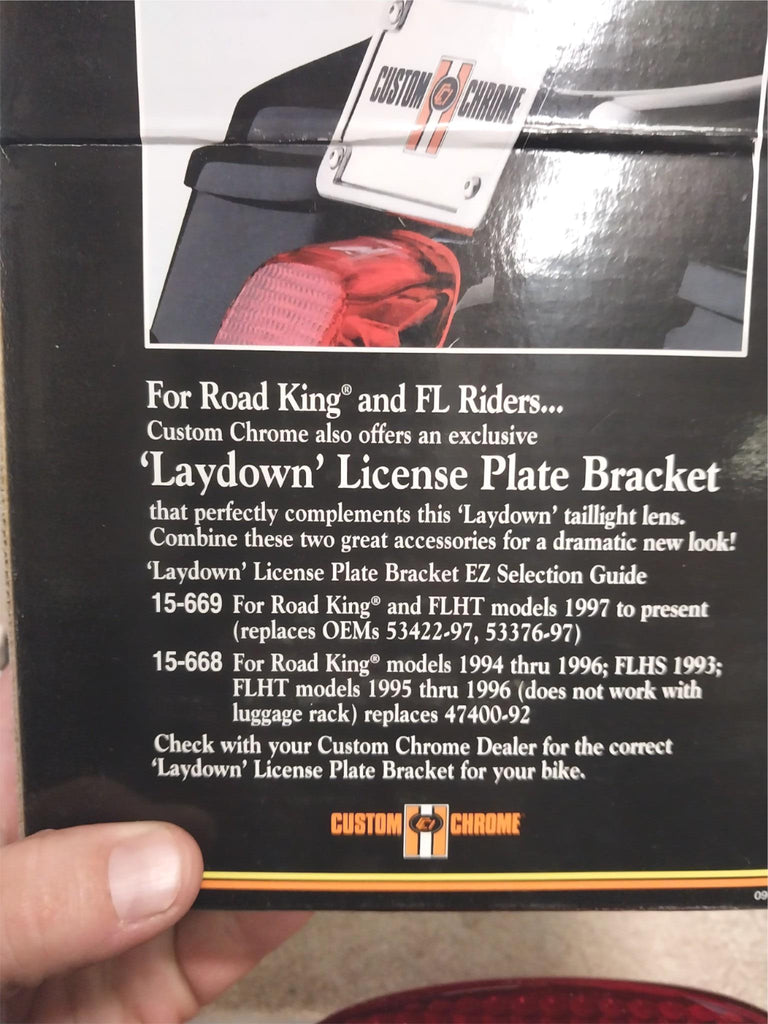 CUSTOM CHROME
For Road King® and FL Riders...
Custom Chrome also offers an exclusive
'Laydown' License Plate Bracket
that perfectly complements this 'Laydown' taillight lens.
Combine these two great accessories for a dramatic new look!
'Laydown' License Plate Bracket EZ Selection Guide
15-669 For Road King® and FLHT models 1997 to present
(replaces OEMs 53422-97, 53376-97)
15-668 For Road King® models 1994 thru 1996; FLHS 1993;
FLHT models 1995 thru 1996 (does not work with
luggage rack) replaces 47400-92
Check with your Custom Chrome Dealer for the correct
'Laydown' License Plate Bracket for your bike.
CUSTOM CHROME
09